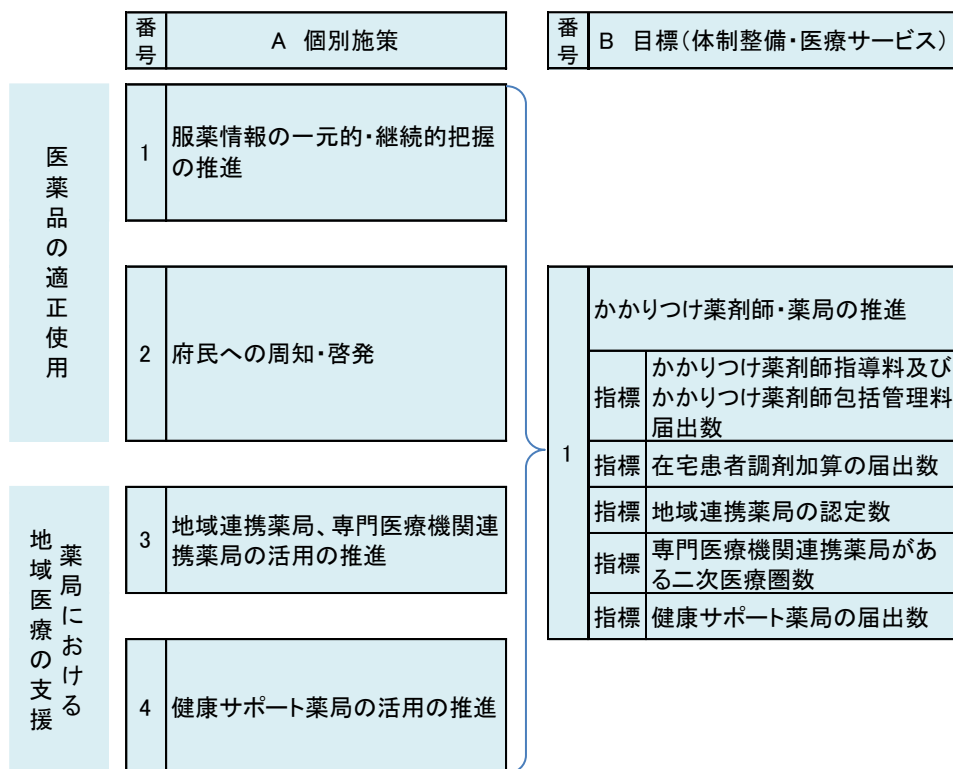 番号
A 個別施策
番号
B 目標(体制整備・医療サービス)
医薬品の適正使用
1
服薬情報の一元的・継続的把握
の推進
2
府民への周知・啓発
薬局における
地域医療の支援
3
地域連携薬局、専門医療機関連
携薬局の活用の推進
4
健康サポート薬局の活用の推進
1
かかりつけ薬剤師・薬局の推進
指標
かかりつけ薬剤師指導料及び
かかりつけ薬剤師包括管理料
届出数
指標
在宅患者調剤加算の届出数
指標
地域連携薬局の認定数
指標
専門医療機関連携薬局があ
る二次医療圏数
指標
健康サポート薬局の届出数